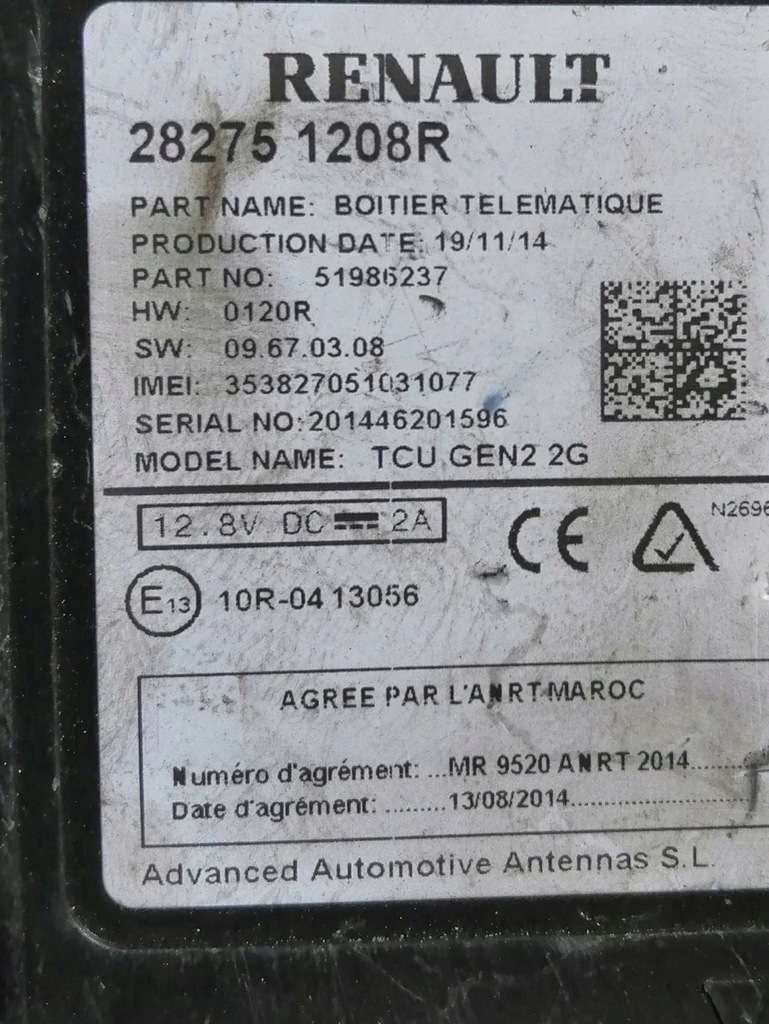 RENAULT
28275 1208R
PART NAME: BOITIER TELEMATIQUE
PRODUCTION DATE: 19/11/14
PART NO: 51986237
HW: 0120R
SW: 09.67.03.08
IMEI: 353827051031077
SERIAL NO:201446201596
MODEL NAME: TCU GEN2 2G
12.8V DC 2A
CE
N2696
E13 10R-04 13056
AGREE PAR L'ANRT MAROC
Numéro d'agrément: ...MR 9520 ANRT 2014........
Date d'agrément: .........13/08/2014.........................
Advanced Automotive Antennas S.L.